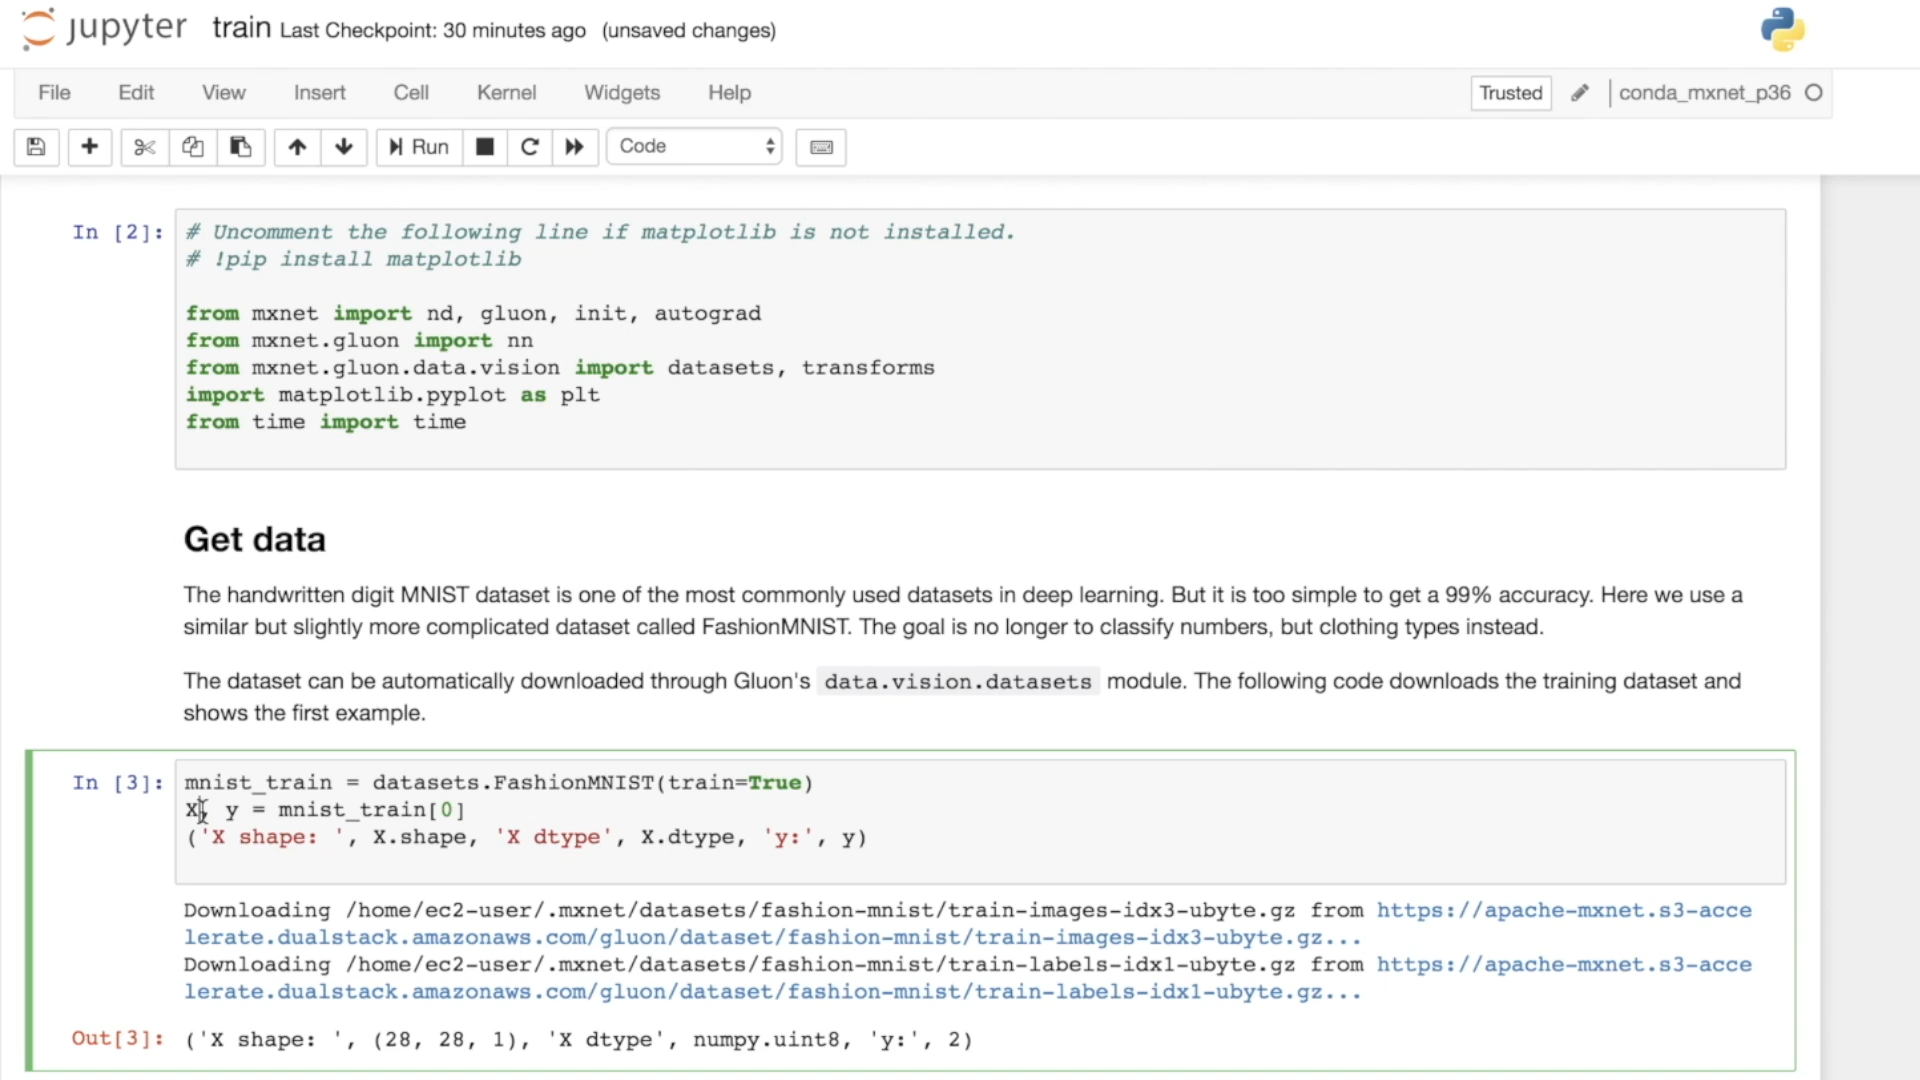 jupyter train Last Checkpoint: 30 minutes ago (unsaved changes)
File Edit View Insert Cell Kernel Widgets Help Trusted conda_mxnet_p36
Run Code
In [2]: # Uncomment the following line if matplotlib is not installed.
# !pip install matplotlib
from mxnet import nd, gluon, init, autograd
from mxnet.gluon import nn
from mxnet.gluon.data.vision import datasets, transforms
import matplotlib.pyplot as plt
from time import time
Get data
The handwritten digit MNIST dataset is one of the most commonly used datasets in deep learning. But it is too simple to get a 99% accuracy. Here we use a
similar but slightly more complicated dataset called FashionMNIST. The goal is no longer to classify numbers, but clothing types instead.
The dataset can be automatically downloaded through Gluon's data.vision.datasets module. The following code downloads the training dataset and
shows the first example.
In [3]: mnist_train = datasets.FashionMNIST(train=True)
X, y = mnist_train[0]
('X shape: ', X.shape, 'X dtype', X.dtype, 'y:', y)
Downloading /home/ec2-user/.mxnet/datasets/fashion-mnist/train-images-idx3-ubyte.gz from https://apache-mxnet.s3-acce
lerate.dualstack.amazonaws.com/gluon/dataset/fashion-mnist/train-images-idx3-ubyte.gz...
Downloading /home/ec2-user/.mxnet/datasets/fashion-mnist/train-labels-idx1-ubyte.gz from https://apache-mxnet.s3-acce
lerate.dualstack.amazonaws.com/gluon/dataset/fashion-mnist/train-labels-idx1-ubyte.gz...
Out[3]: ('X shape: ', (28, 28, 1), 'X dtype', numpy.uint8, 'y:', 2)